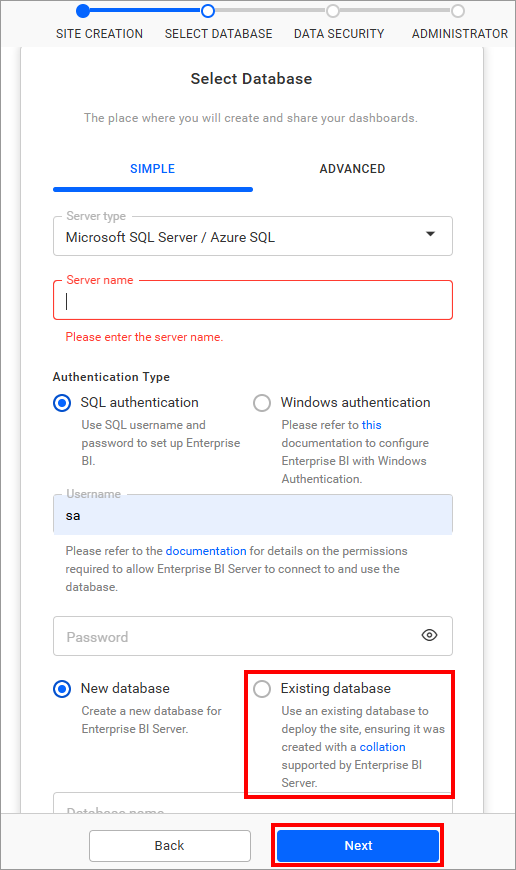 SITE CREATION SELECT DATABASE DATA SECURITY ADMINISTRATOR
Select Database
The place where you will create and share your dashboards.
SIMPLE ADVANCED
Server type
Microsoft SQL Server / Azure SQL
Server name
Please enter the server name.
Authentication Type
SQL authentication
Use SQL username and
password to set up Enterprise
BI.
Windows authentication
Please refer to this
documentation to configure
Enterprise BI with Windows
Authentication.
Username
sa
Please refer to the documentation for details on the permissions
required to allow Enterprise BI Server to connect to and use the
database.
Password
New database
Create a new database for
Enterprise BI Server.
Existing database
Use an existing database to
deploy the site, ensuring it was
created with a collation
supported by Enterprise BI
Server.
Database name
Back Next